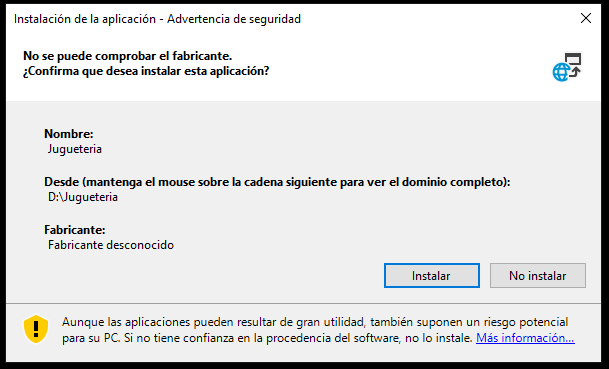 Instalación de la aplicación - Advertencia de seguridad
No se puede comprobar el fabricante.
¿Confirma que desea instalar esta aplicación?
Nombre:
Jugueteria
Desde (mantenga el mouse sobre la cadena siguiente para ver el dominio completo):
D:\Jugueteria
Fabricante:
Fabricante desconocido
Instalar
No instalar
Aunque las aplicaciones pueden resultar de gran utilidad, también suponen un riesgo potencial
para su PC. Si no tiene confianza en la procedencia del software, no lo instale. Más información...